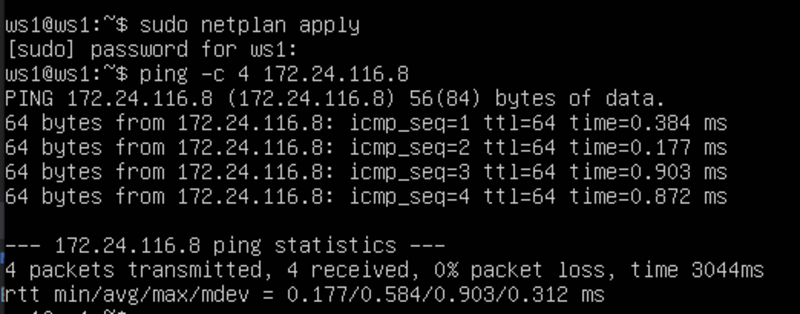 ws1@ws1:~$ sudo netplan apply
[sudo] password for ws1:
ws1@ws1:~$ ping -c 4 172.24.116.8
PING 172.24.116.8 (172.24.116.8) 56(84) bytes of data.
64 bytes from 172.24.116.8: icmp_seq=1 ttl=64 time=0.384 ms
64 bytes from 172.24.116.8: icmp_seq=2 ttl=64 time=0.177 ms
64 bytes from 172.24.116.8: icmp_seq=3 ttl=64 time=0.903 ms
64 bytes from 172.24.116.8: icmp_seq=4 ttl=64 time=0.872 ms
--- 172.24.116.8 ping statistics ---
4 packets transmitted, 4 received, 0% packet loss, time 3044ms
rtt min/avg/max/mdev = 0.177/0.584/0.903/0.312 ms